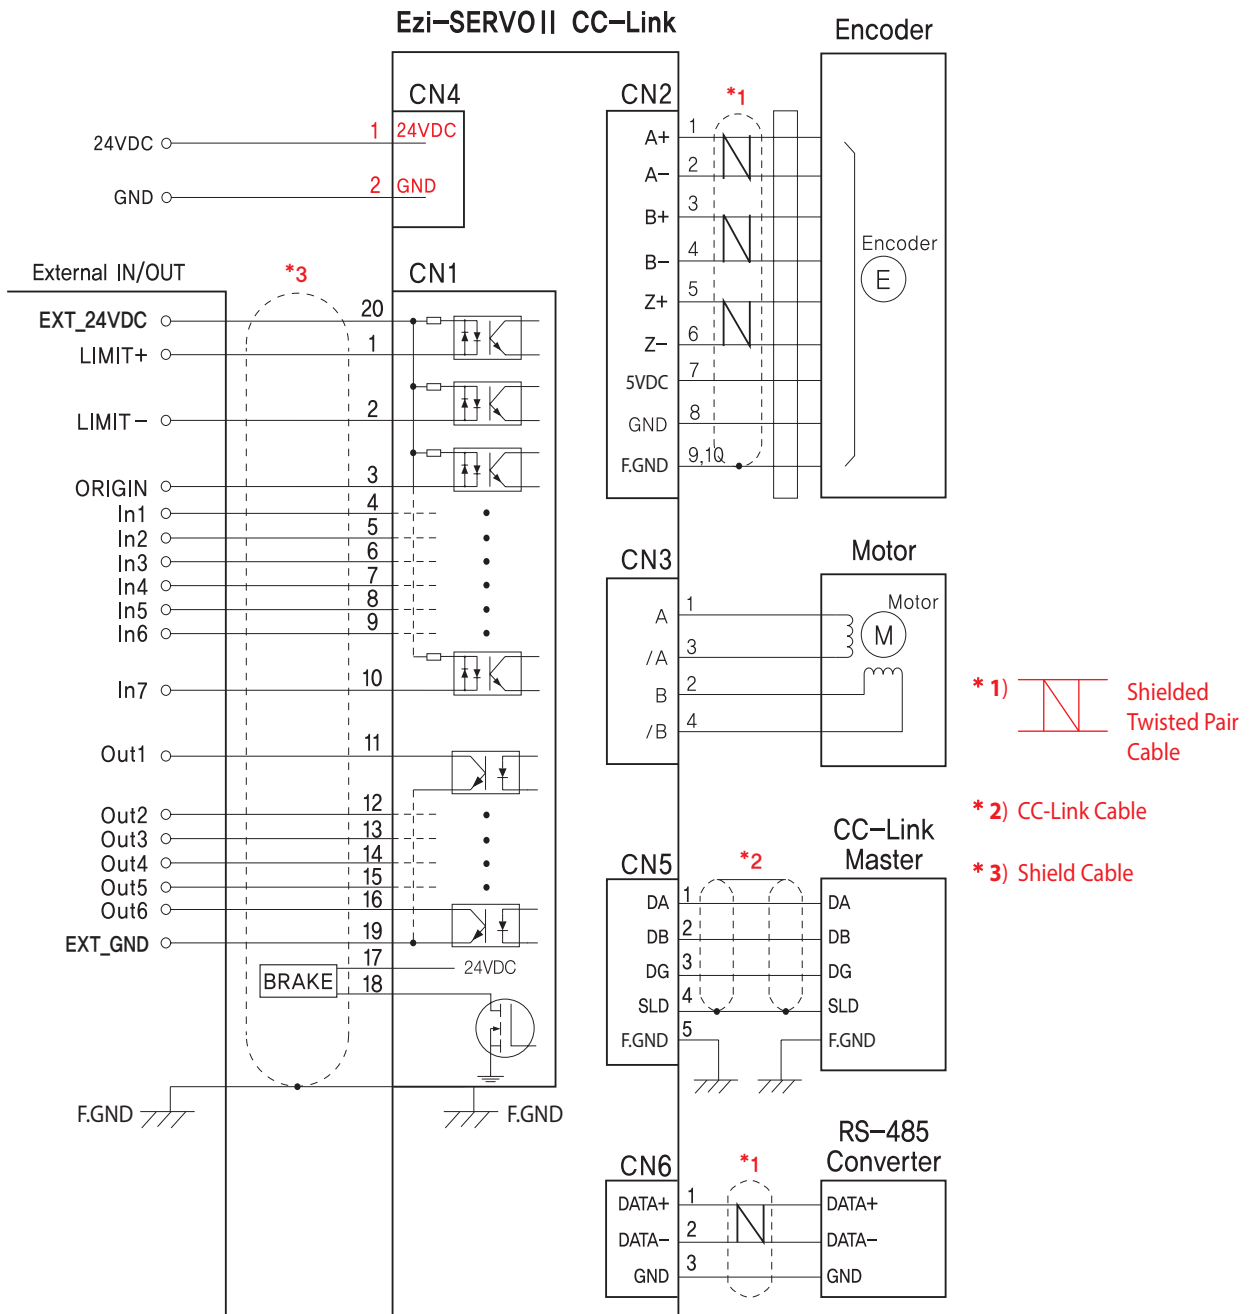 Ezi-SERVOII CC-Link
CN4
24VDC
1 24VDC
GND
2 GND
External IN/OUT
*3
CN1
EXT_24VDC
20
LIMIT+
1
LIMIT-
2
ORIGIN
3
In1
4
In2
5
In3
6
In4
7
In5
8
In6
9
In7
10
Out1
11
Out2
12
Out3
13
Out4
14
Out5
15
Out6
16
EXT_GND
19
17
24VDC
BRAKE
18
F.GND
F.GND
CN2
*1
Encoder
A+ 1
A- 2
B+ 3
B- 4
Z+ 5
Z- 6
5VDC 7
GND 8
F.GND 9,10
Encoder
E
CN3
Motor
A 1
/A 3
B 2
/B 4
Motor
M
CN5
*2
CC-Link
Master
DA 1 DA
DB 2 DB
DG 3 DG
SLD 4 SLD
F.GND 5 F.GND
CN6
*1
RS-485
Converter
DATA+ 1 DATA+
DATA- 2 DATA-
GND 3 GND
* 1) Shielded
Twisted Pair
Cable
* 2) CC-Link Cable
* 3) Shield Cable